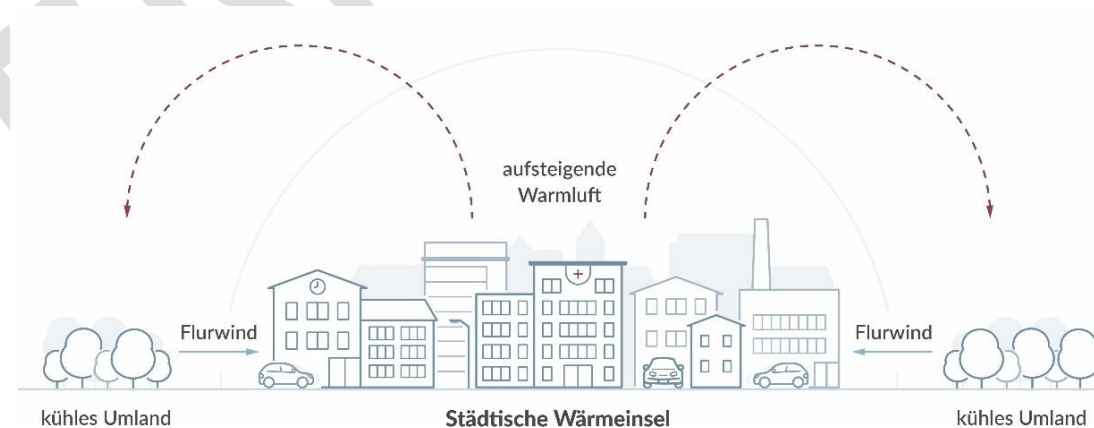 aufsteigende
Warmluft
Flurwind
Flurwind
kühles Umland
Städtische Wärmeinsel
kühles Umland